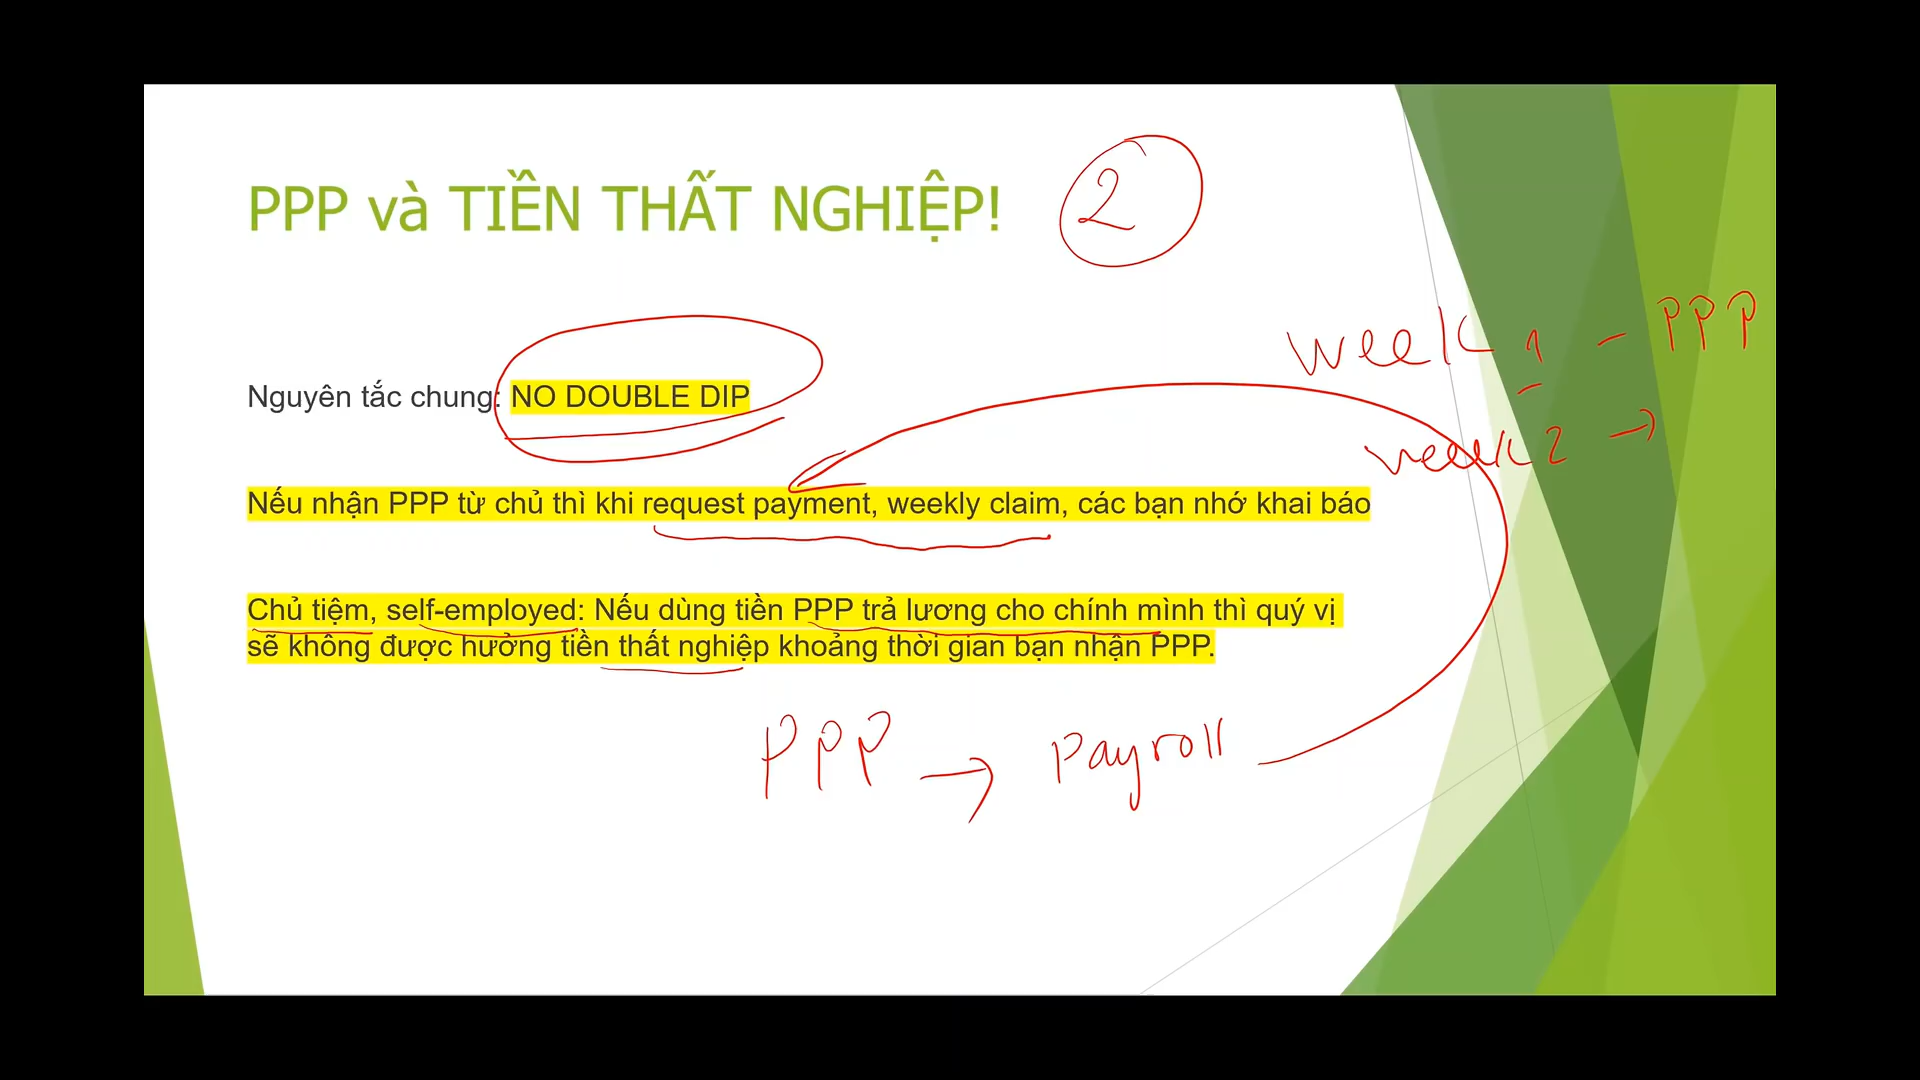 PPP và TIỀN THẤT NGHIỆP!
2
week 1 - PPP
week 2 →
Nguyên tắc chung: NO DOUBLE DIP
Nếu nhận PPP từ chủ thì khi request payment, weekly claim, các bạn nhớ khai báo
Chủ tiệm, self-employed: Nếu dùng tiền PPP trả lương cho chính mình thì quý vị
sẽ không được hưởng tiền thất nghiệp khoảng thời gian bạn nhận PPP.
PPP → Payroll